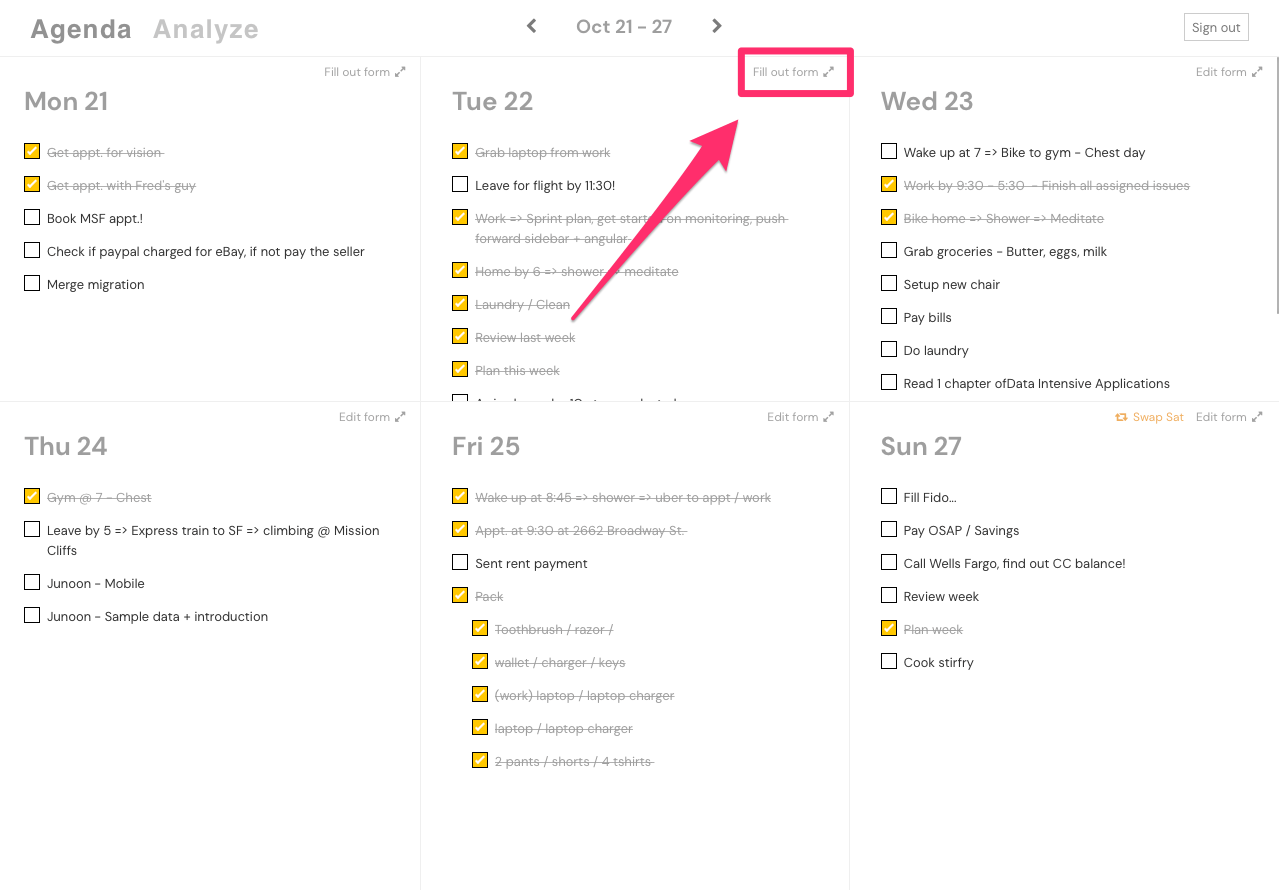 Agenda Analyze
Oct 21 - 27
Sign out
Fill out form
Mon 21
Get appt. for vision
Get appt. with Fred's guy
Book MSF appt.!
Check if paypal charged for eBay, if not pay the seller
Merge migration
Fill out form
Tue 22
Grab laptop from work
Leave for flight by 11:30!
Work => Sprint plan, get started on monitoring, push
forward sidebar + angular
Home by 6 => shower => meditate
Laundry / Clean
Review last week
Plan this week
Edit form
Wed 23
Wake up at 7 => Bike to gym - Chest day
Work by 9:30 - 5:30 - Finish all assigned issues
Bike home => Shower => Meditate
Grab groceries - Butter, eggs, milk
Setup new chair
Pay bills
Do laundry
Read 1 chapter ofData Intensive Applications
Edit form
Thu 24
Gym @ 7 - Chest
Leave by 5 => Express train to SF => climbing @ Mission
Cliffs
Junoon - Mobile
Junoon - Sample data + introduction
Edit form
Fri 25
Wake up at 8:45 => shower => uber to appt / work
Appt. at 9:30 at 2662 Broadway St.
Sent rent payment
Pack
Toothbrush / razor /
wallet / charger / keys
(work) laptop / laptop charger
laptop / laptop charger
2 pants / shorts / 4 tshirts
Swap Sat Edit form
Sun 27
Fill Fido...
Pay OSAP / Savings
Call Wells Fargo, find out CC balance!
Review week
Plan week
Cook stirfry